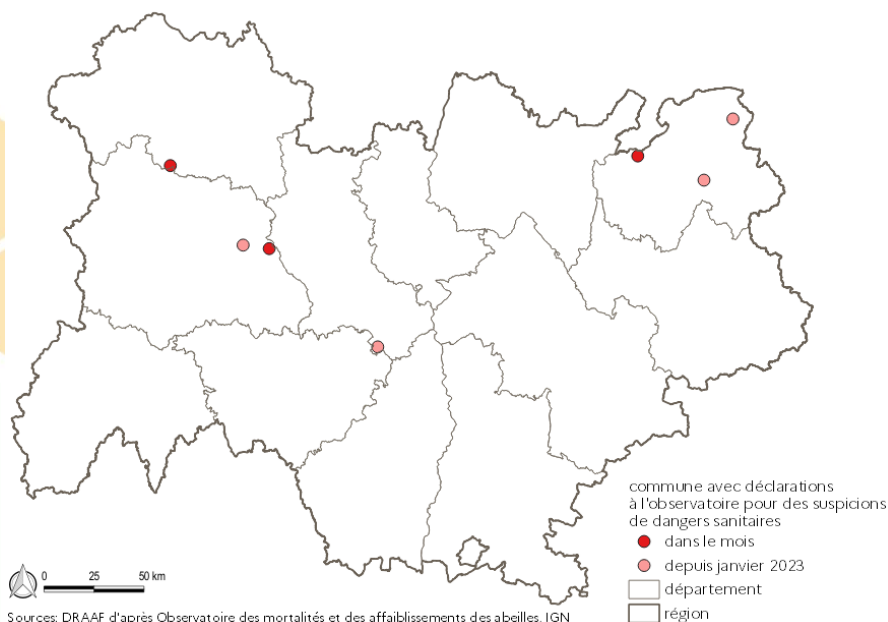 commune avec déclarations
à l'observatoire pour des suspicions
de dangers sanitaires
dans le mois
depuis janvier 2023
département
région
0 25 50 km
Sources: DRAAF d'après Observatoire des mortalités et des affaiblissements des abeilles, IGN